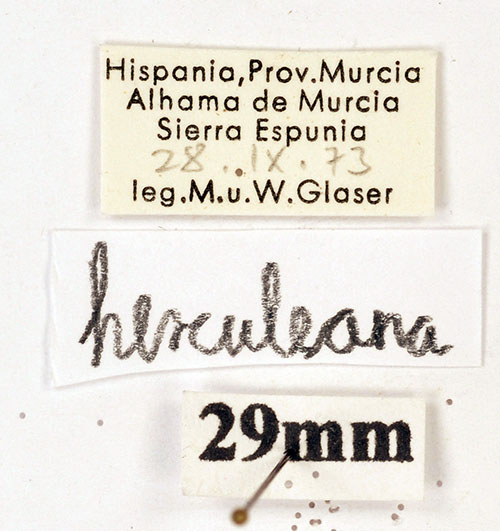 Hispania,Prov.Murcia
Alhama de Murcia
Sierra Espunia
28.IX.73
leg.M.u.W.Glaser
herculeana
29mm